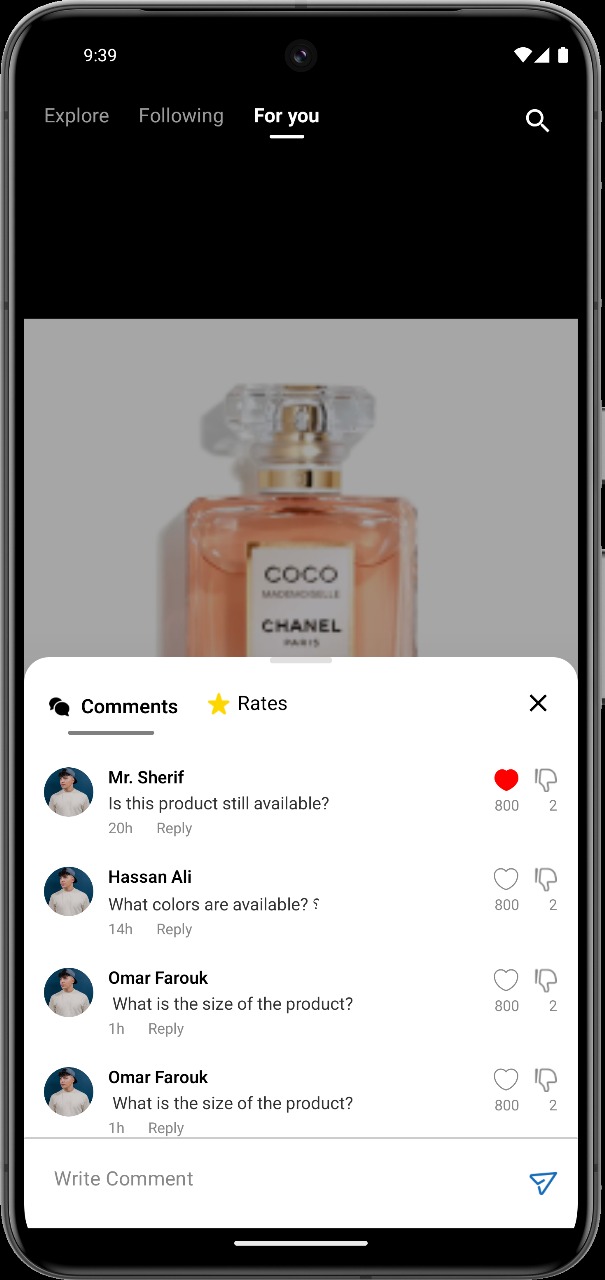 9:39
Explore Following For you
COCO
MADEMOISELLE
CHANEL
PARIS
Comments Rates
Mr. Sherif
Is this product still available?
800 2
20h Reply
Hassan Ali
What colors are available? ؟
800 2
14h Reply
Omar Farouk
What is the size of the product?
800 2
1h Reply
Omar Farouk
What is the size of the product?
800 2
1h Reply
Write Comment